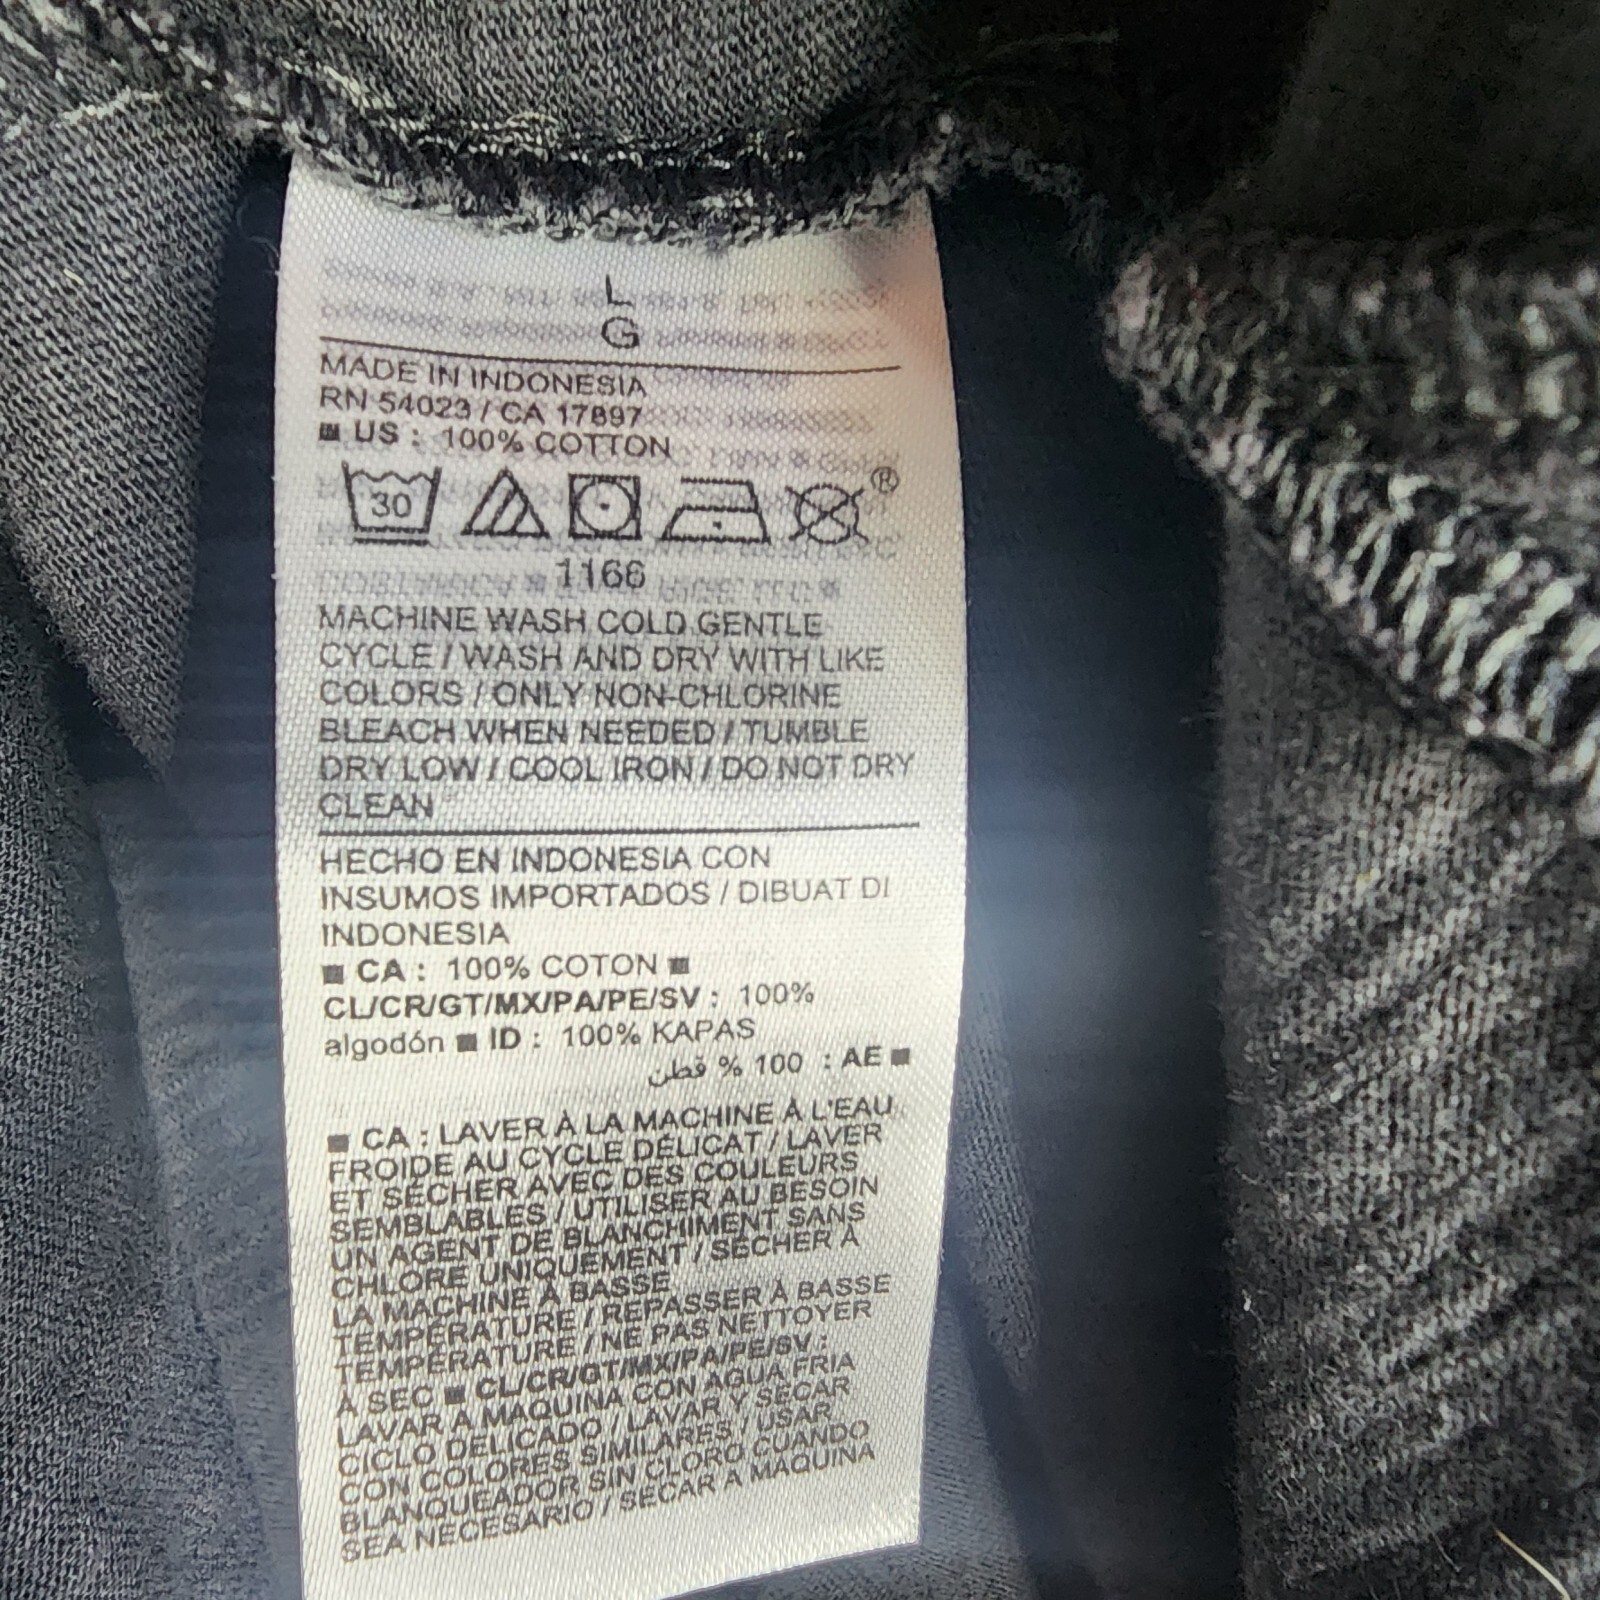 L
G
MADE IN INDONESIA
RN 54023 / CA 17897
■ US : 100% COTTON
30
®
1166
MACHINE WASH COLD GENTLE
CYCLE / WASH AND DRY WITH LIKE
COLORS / ONLY NON-CHLORINE
BLEACH WHEN NEEDED / TUMBLE
DRY LOW / COOL IRON / DO NOT DRY
CLEAN
HECHO EN INDONESIA CON
INSUMOS IMPORTADOS / DIBUAT DI
INDONESIA
■ CA : 100% COTON ■
CL/CR/GT/MX/PA/PE/SV : 100%
algodón ■ ID : 100% KAPAS
■ AE : 100 % قطن
■ CA : LAVER À LA MACHINE À L'EAU
FROIDE AU CYCLE DÉLICAT / LAVER
ET SÉCHER AVEC DES COULEURS
SEMBLABLES / UTILISER AU BESOIN
UN AGENT DE BLANCHIMENT SANS
CHLORE UNIQUEMENT / SÉCHER À
LA MACHINE À BASSE
TEMPÉRATURE / REPASSER À BASSE
TEMPÉRATURE / NE PAS NETTOYER
À SEC ■ CL/CR/GT/MX/PA/PE/SV :
LAVAR A MAQUINA CON AGUA FRIA
CICLO DELICADO / LAVAR Y SECAR
CON COLORES SIMILARES / USAR
BLANQUEADOR SIN CLORO CUANDO
SEA NECESARIO / SECAR A MAQUINA